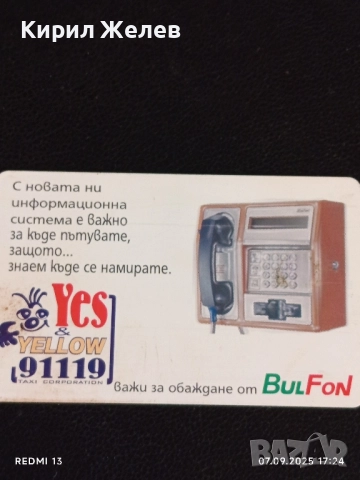 Кирил Желев
С новата ни
информационна
система е важно
за къде пътувате,
защото...
знаем къде се намирате.
Yes
&
YELLOW
91119
TAXI CORPORATION
важи за обаждане от BULFON
REDMI 13
07.09.2025 17:24
BAZAR